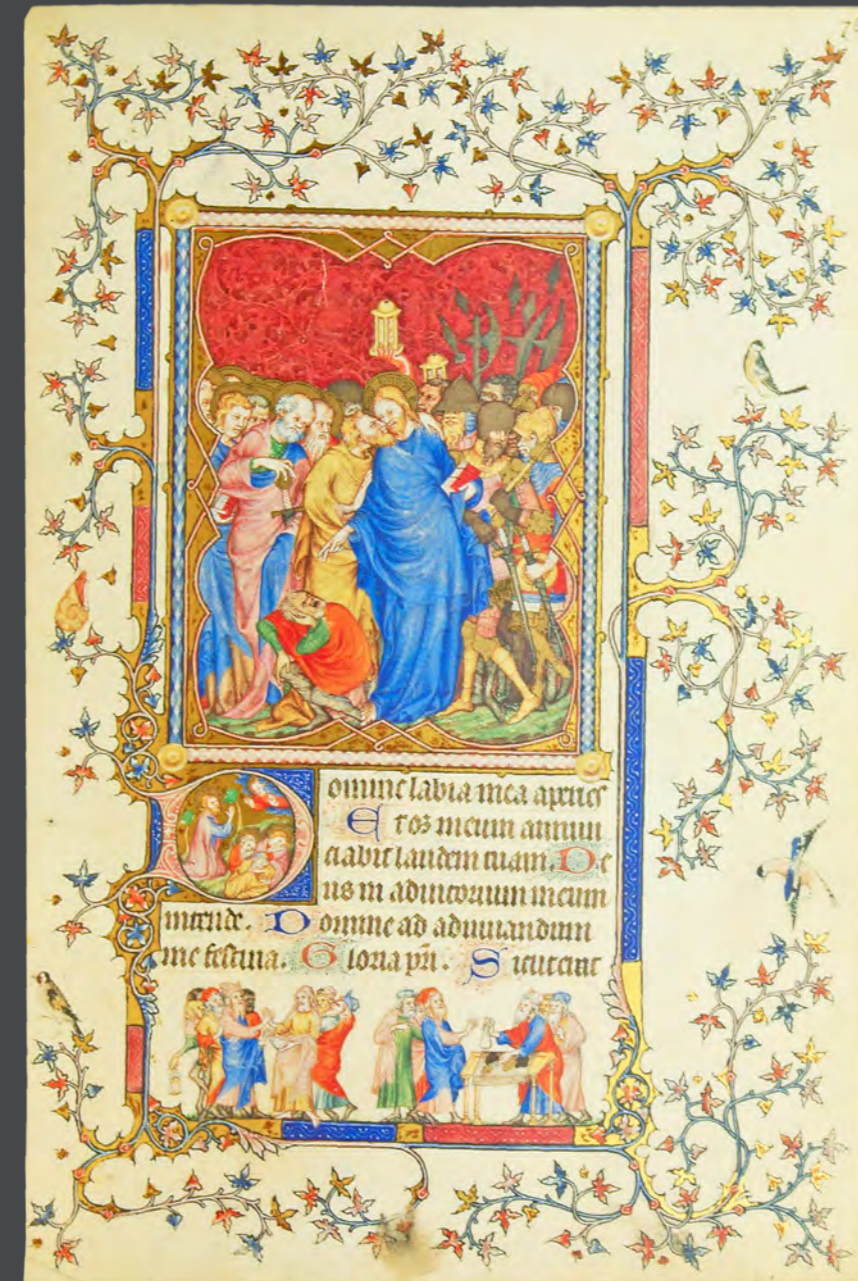 omine labia mea aperies
Et os meum annun
ciabit laudem tuam. De
us in adiutorium meum
intende. Domine ad adiuuandum
me festina. Gloria pri. Sicut erat